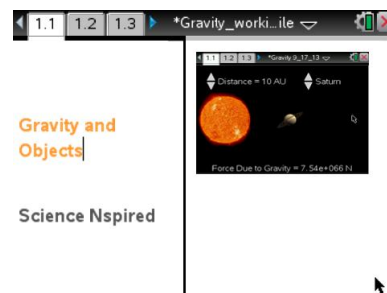 1.1 1.2 1.3 *Gravity_worki...ile
Gravity and
Objects
Science Nspired
1.1 1.2 1.3 *Gravity 9_17_13
Distance = 10 AU Saturn
Force Due to Gravity = 7.54e+066 N